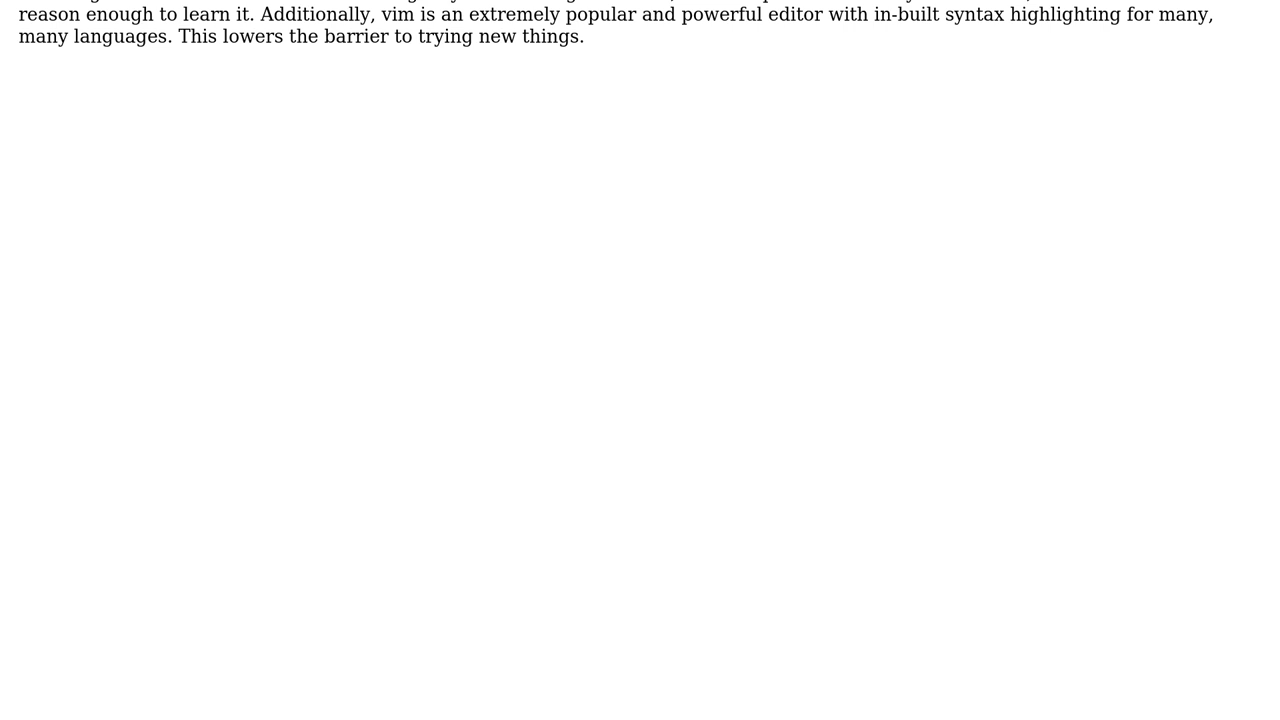 reason enough to learn it. Additionally, vim is an extremely popular and powerful editor with in-built syntax highlighting for many,
many languages. This lowers the barrier to trying new things.